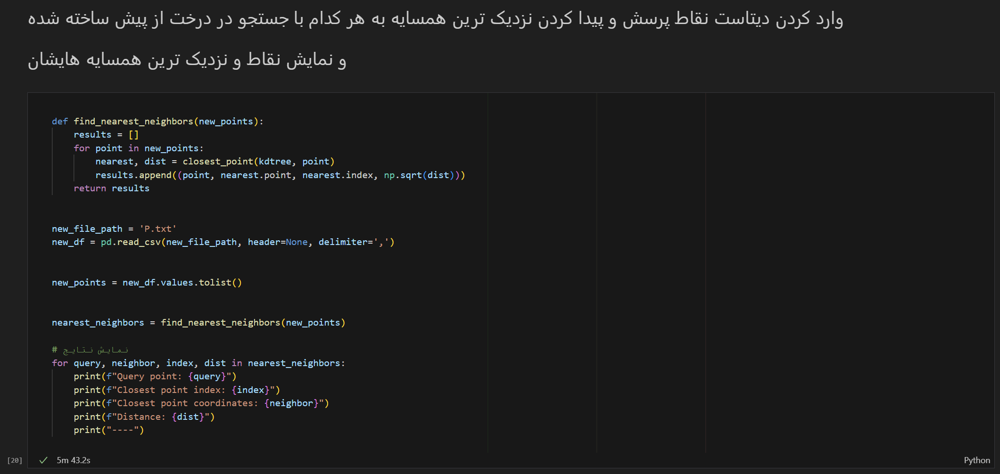 وارد کردن دیتاست نقاط پرسش و پیدا کردن نزدیک ترین همسایه به هر کدام با جستجو در درخت از پیش ساخته شده
و نمایش نقاط و نزدیک ترین همسایه هایشان
def find_nearest_neighbors(new_points):
    results = []
    for point in new_points:
        nearest, dist = closest_point(kdtree, point)
        results.append((point, nearest.point, nearest.index, np.sqrt(dist)))
    return results
new_file_path = 'P.txt'
new_df = pd.read_csv(new_file_path, header=None, delimiter=',')
new_points = new_df.values.tolist()
nearest_neighbors = find_nearest_neighbors(new_points)
# نمایش نتایج
for query, neighbor, index, dist in nearest_neighbors:
    print(f"Query point: {query}")
    print(f"Closest point index: {index}")
    print(f"Closest point coordinates: {neighbor}")
    print(f"Distance: {dist}")
    print("----")
[20] ✓ 5m 43.2s Python